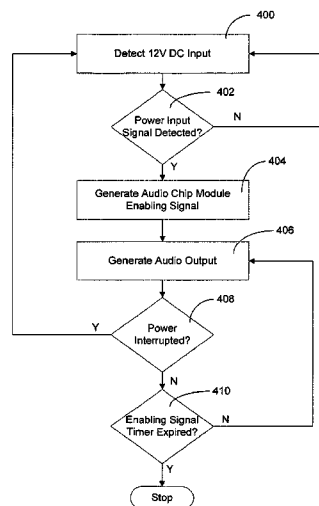 400
Detect 12V DC Input
402
Power Input
Signal Detected?
N
Y
404
Generate Audio Chip Module
Enabling Signal
406
Generate Audio Output
408
Power
Interrupted?
Y
N
410
Enabling Signal
Timer Expired?
N
Y
Stop